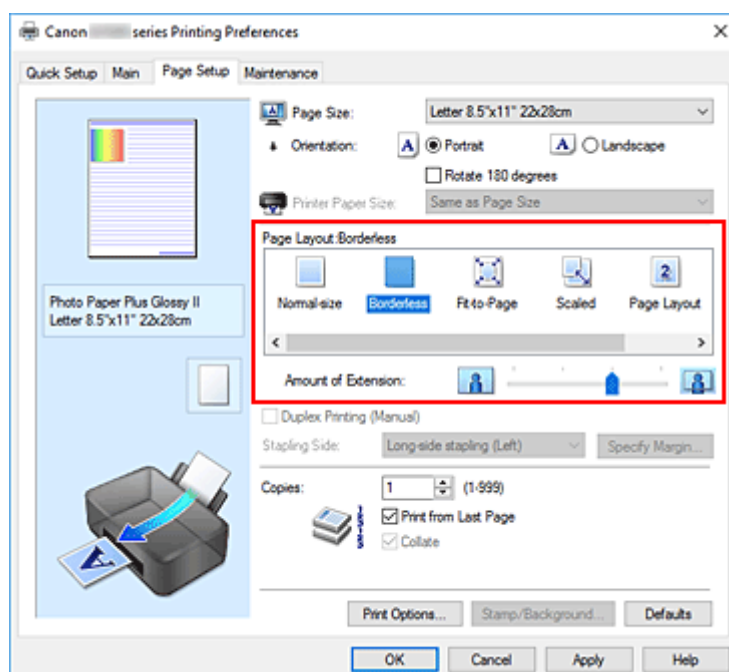 Canon series Printing Preferences
Quick Setup Main Page Setup Maintenance
Page Size: Letter 8.5"x11" 22x28cm
Orientation: A Portrait A Landscape
Rotate 180 degrees
Printer Paper Size: Same as Page Size
Page Layout:Borderless
Normal-size Borderless Fit-to-Page Scaled 2 Page Layout
Photo Paper Plus Glossy II
Letter 8.5"x11" 22x28cm
Amount of Extension:
Duplex Printing (Manual)
Stapling Side: Long-side stapling (Left) Specify Margin...
Copies: 1 (1-999)
Print from Last Page
Collate
A
Print Options... Stamp/Background... Defaults
OK Cancel Apply Help